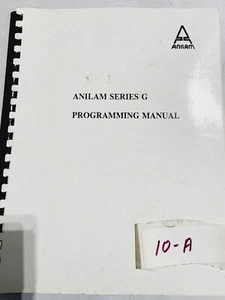 ANILAM
ANILAM SERIES G
PROGRAMMING MANUAL
10-A